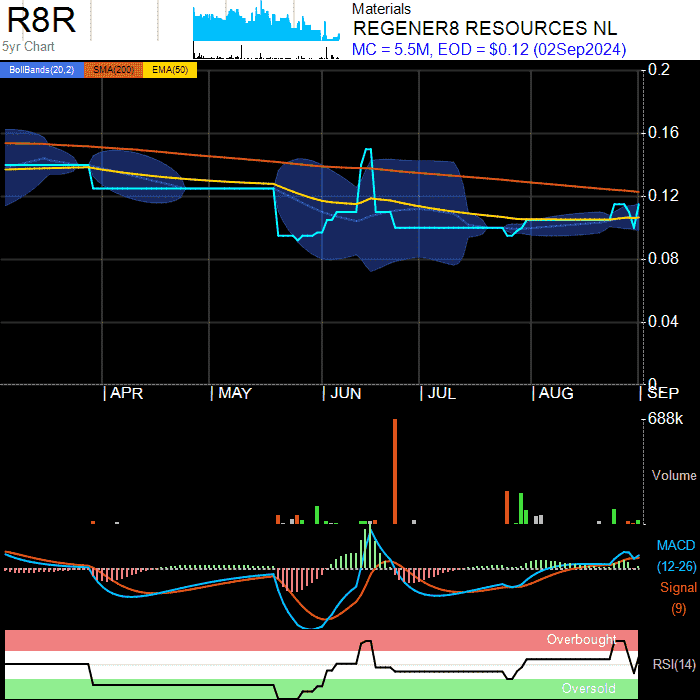 R8R
5yr Chart
Materials
REGENER8 RESOURCES NL
MC = 5.5M, EOD = $0.12 (02Sep2024)
BollBands(20,2) SMA(200) EMA(50)
0.2
0.16
0.12
0.08
0.04
0
APR MAY JUN JUL AUG SEP
688k
Volume
MACD
(12-26)
Signal
(9)
Overbought
RSI(14)
Oversold